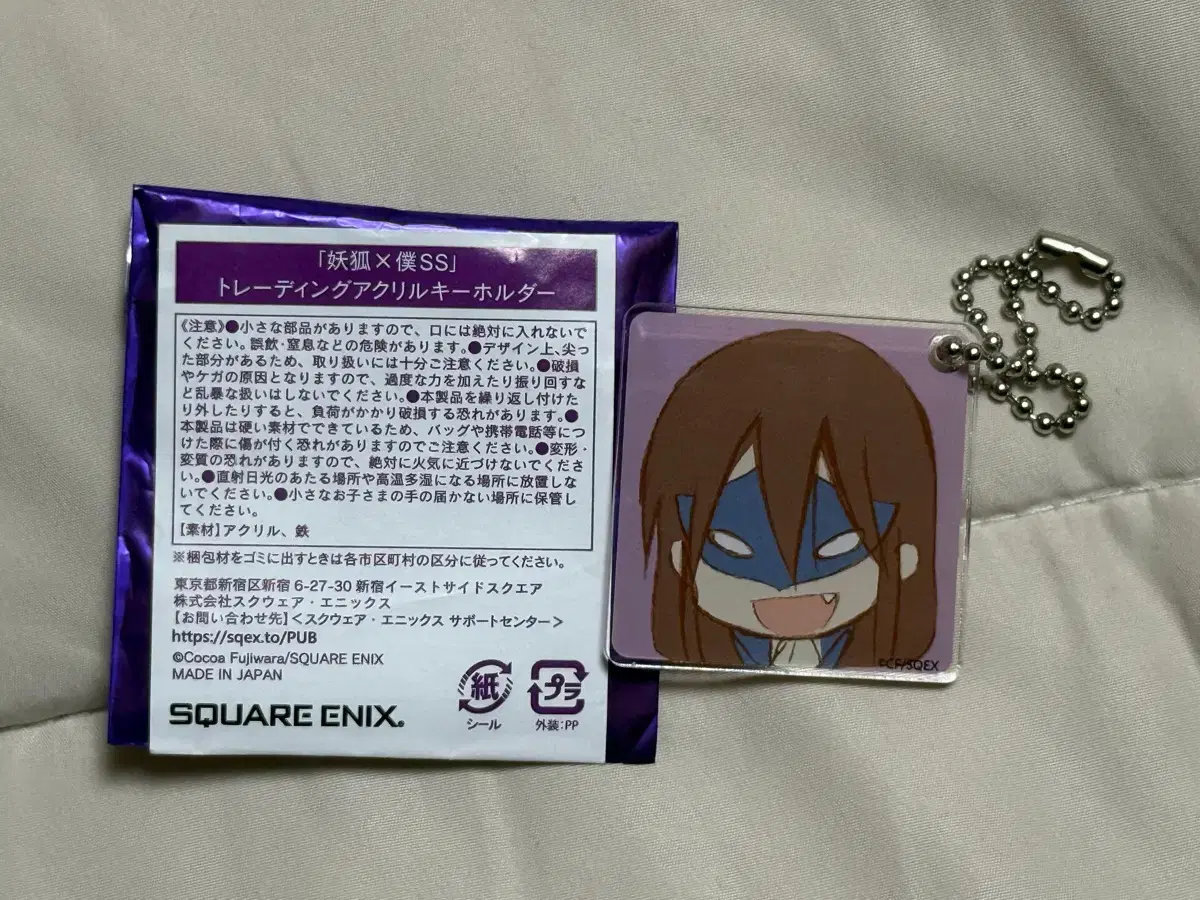 「妖狐×僕SS」
トレーディングアクリルキーホルダー
《注意》●小さな部品がありますので、口には絶対に入れないで
ください。誤飲・窒息などの危険があります。●デザイン上、尖っ
た部分があるため、取り扱いには十分ご注意ください。●破損
やケガの原因となりますので、過度な力を加えたり振り回すな
ど乱暴な扱いはしないでください。●本製品を繰り返し付けた
り外したりすると、負荷がかかり破損する恐れがあります。●
本製品は硬い素材でできているため、バッグや携帯電話等につ
けた際に傷が付く恐れがありますのでご注意ください。●変形・
変質の恐れがありますので、絶対に火気に近づけないでくださ
い。●直射日光のあたる場所や高温多湿になる場所に放置しな
いでください。●小さなお子さまの手の届かない場所に保管し
てください。
【素材】アクリル、鉄
※梱包材をゴミに出すときは各市区町村の区分に従ってください。
東京都新宿区新宿 6-27-30 新宿イーストサイドスクエア
株式会社スクウェア・エニックス
【お問い合わせ先】<スクウェア・エニックス サポートセンター>
https://sqex.to/PUB
©Cocoa Fujiwara/SQUARE ENIX
MADE IN JAPAN
SQUARE ENIX.
紙
シール
プラ
外装:PP
©CF/SQEX